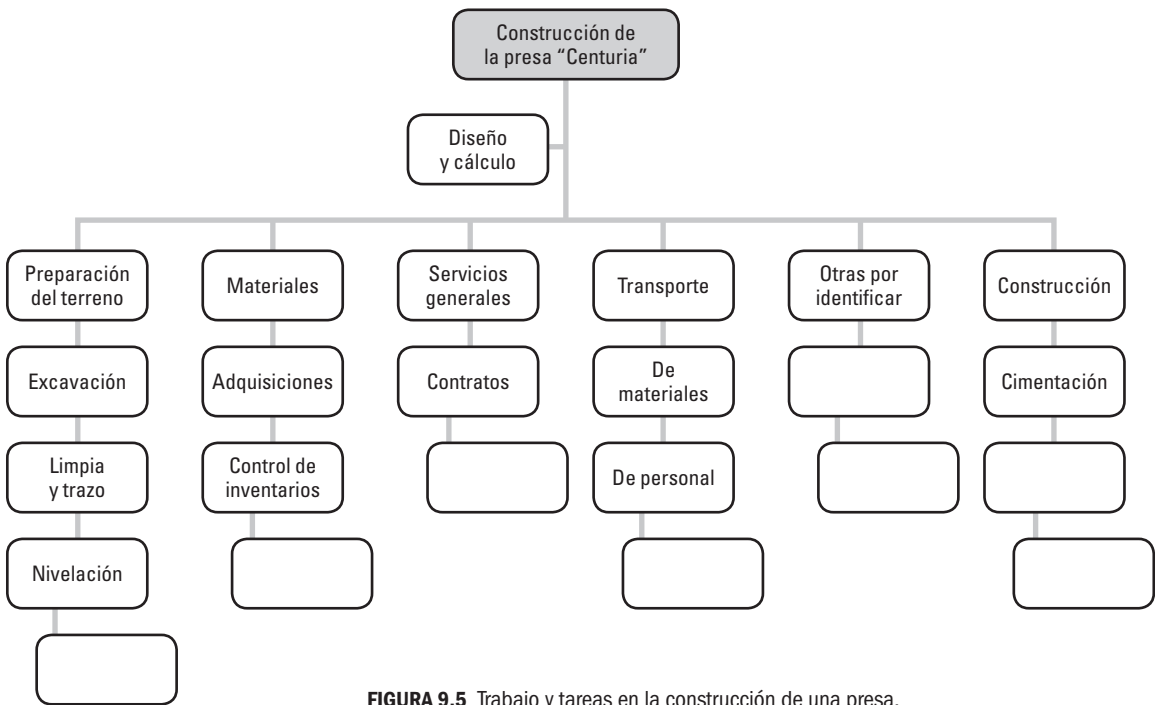 Construcción de
la presa “Centuria”
Diseño
y cálculo
Preparación
del terreno
Materiales
Servicios
generales
Transporte
Otras por
identificar
Construcción
Excavación
Adquisiciones
Contratos
De
materiales
Cimentación
Limpia
y trazo
Control de
inventarios
De personal
Nivelación
FIGURA 9.5 Trabajo y tareas en la construcción de una presa.